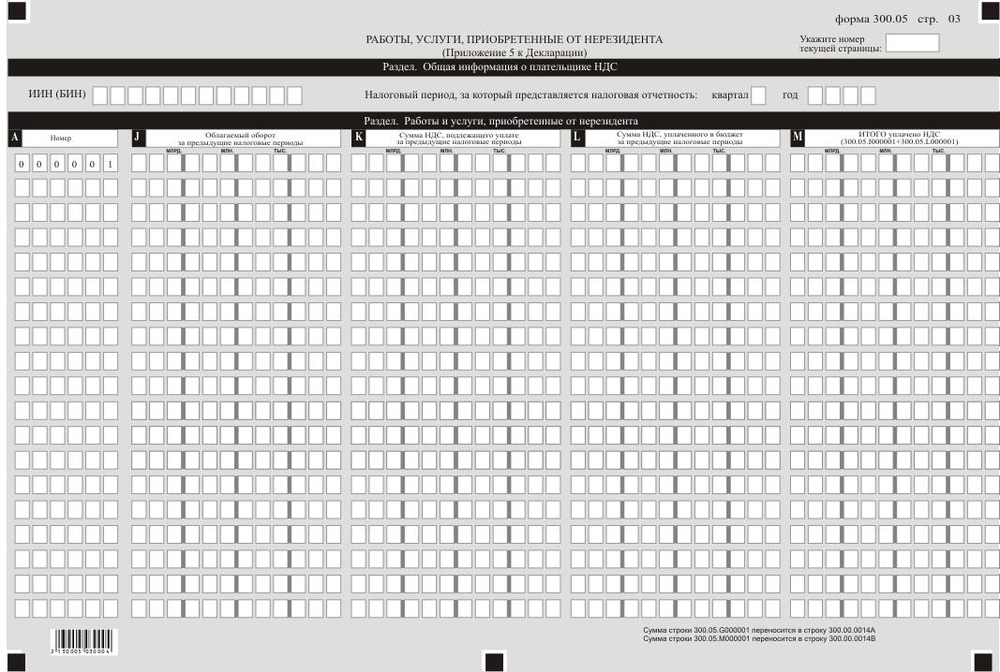 форма 300.05 стр. 03
РАБОТЫ, УСЛУГИ, ПРИОБРЕТЕННЫЕ ОТ НЕРЕЗИДЕНТА
(Приложение 5 к Декларации)
Укажите номер
текущей страницы:
Раздел. Общая информация о плательщике НДС
ИИН (БИН)
Налоговый период, за который представляется налоговая отчетность: квартал год
Раздел. Работы и услуги, приобретенные от нерезидента
A Номер
J Облагаемый оборот
за предыдущие налоговые периоды
K Сумма НДС, подлежащего уплате
за предыдущие налоговые периоды
L Сумма НДС, уплаченного в бюджет
за предыдущие налоговые периоды
M ИТОГО уплачено НДС
(300.05.I000001+300.05.L000001)
МЛРД. МЛН. ТЫС. МЛРД. МЛН. ТЫС. МЛРД. МЛН. ТЫС. МЛРД. МЛН. ТЫС.
0 0 0 0 0 1
Сумма строки 300.05.G000001 переносится в строку 300.00.0014A
Сумма строки 300.05.M000001 переносится в строку 300.00.0014B
2 130005 030004